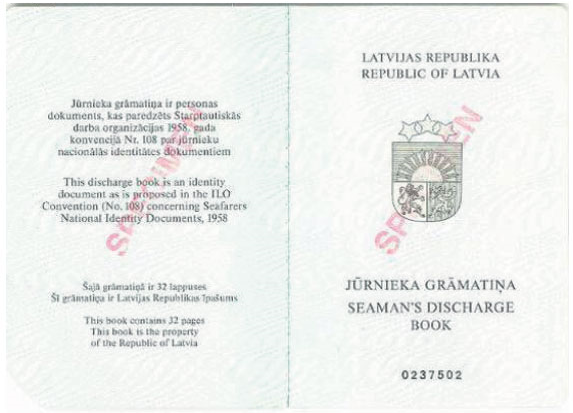 Jūrnieka grāmatiņa ir personas
dokuments, kas paredzēts Starptautiskās
darba organizācijas 1958. gada
konvencijā Nr. 108 par jūrnieku
nacionālās identitātes dokumentiem
This discharge book is an identity
document as is proposed in the ILO
Convention (No. 108) concerning Seafarers
National Identity Documents, 1958
SPECIMEN
Šajā grāmatiņā ir 32 lappuses
Šī grāmatiņa ir Latvijas Republikas īpašums
This book contains 32 pages
This book is the property
of the Republic of Latvia
LATVIJAS REPUBLIKA
REPUBLIC OF LATVIA
SPECIMEN
JŪRNIEKA GRĀMATIŅA
SEAMAN'S DISCHARGE
BOOK
0237502